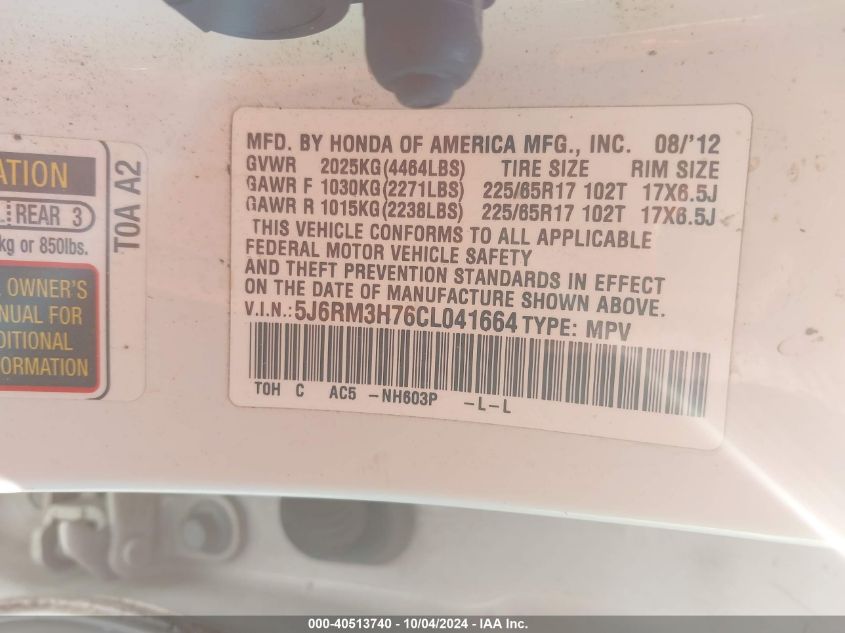 ATION
REAR 3
kg or 850lbs.
OWNER'S
NUAL FOR
DITIONAL
FORMATION
T0A A2
MFD. BY HONDA OF AMERICA MFG., INC. 08/'12
GVWR 2025KG(4464LBS) TIRE SIZE RIM SIZE
GAWR F 1030KG(2271LBS) 225/65R17 102T 17X6.5J
GAWR R 1015KG(2238LBS) 225/65R17 102T 17X6.5J
THIS VEHICLE CONFORMS TO ALL APPLICABLE
FEDERAL MOTOR VEHICLE SAFETY
AND THEFT PREVENTION STANDARDS IN EFFECT
ON THE DATE OF MANUFACTURE SHOWN ABOVE.
V.I.N.: 5J6RM3H76CL041664 TYPE: MPV
T0H C AC5 -NH603P -L-L
000-40513740 - 10/04/2024 - IAA Inc.